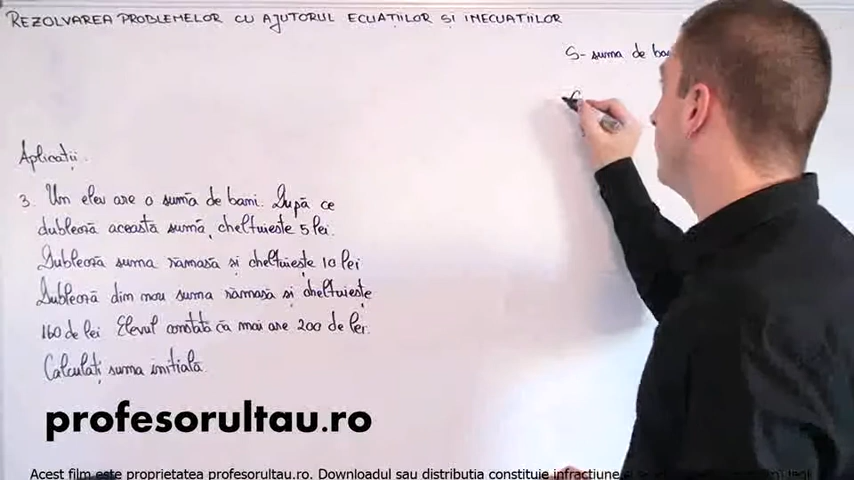 REZOLVAREA PROBLEMELOR CU AJUTORUL ECUAȚIILOR ȘI INECUAȚIILOR
S- suma de
Aplicații.
3. Un elev are o sumă de bani. După ce
dublează această sumă, cheltuiește 5 lei.
Dublează suma rămasă și cheltuiește 10 lei
Dublează din nou suma rămasă și cheltuiește
160 de lei Elevul constată că mai are 200 de lei.
Calculați suma inițială.
profesorultau.ro
Acest film este proprietatea profesorultau.ro. Downloadul sau distributia constituie infractiune